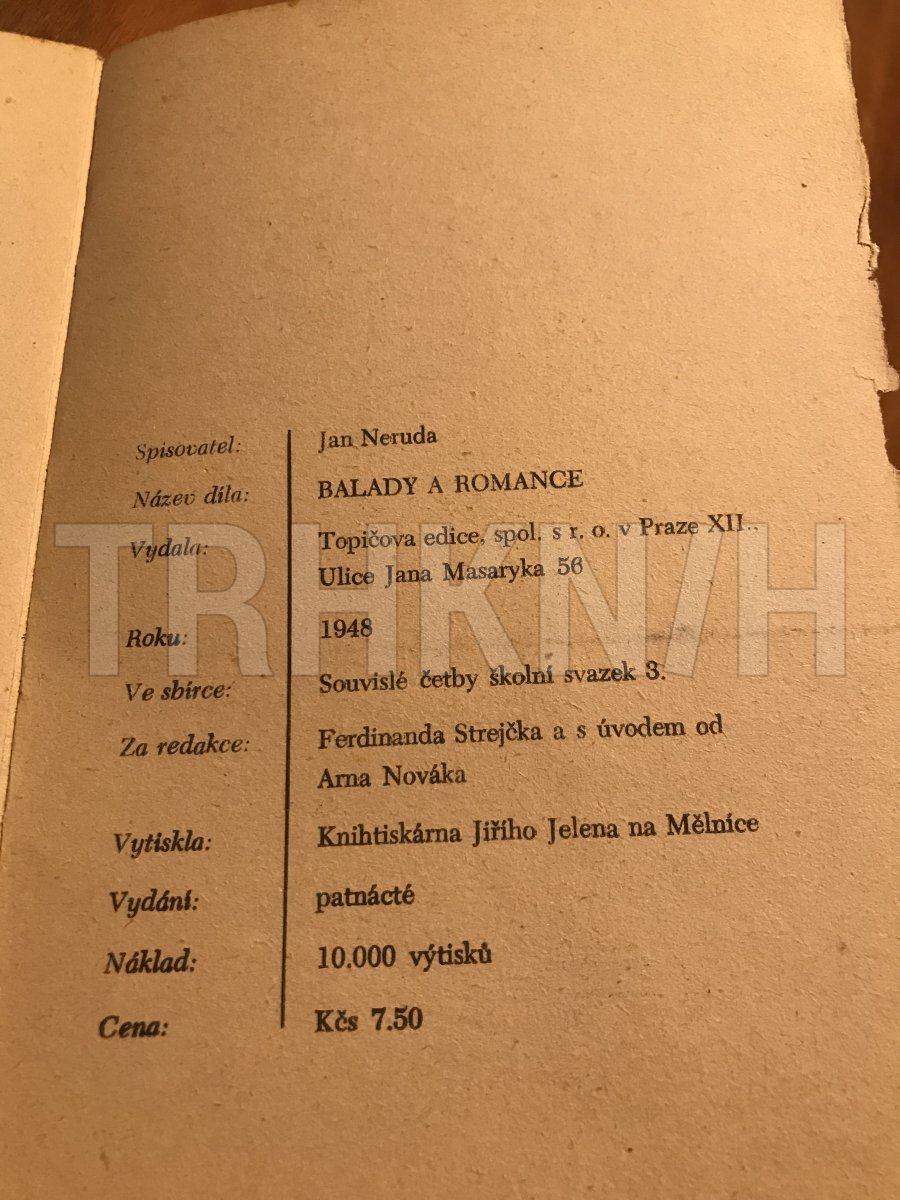 Spisovatel: Jan Neruda
Název díla: BALADY A ROMANCE
Vydala: Topičova edice, spol. s r. o. v Praze XII.,
Ulice Jana Masaryka 56
Roku: 1948
Ve sbírce: Souvislé četby školní svazek 3.
Za redakce: Ferdinanda Strejčka a s úvodem od
Arna Nováka
Vytiskla: Knihtiskárna Jiřího Jelena na Mělníce
Vydání: patnácté
Náklad: 10.000 výtisků
Cena: Kčs 7.50
TRHKNIH